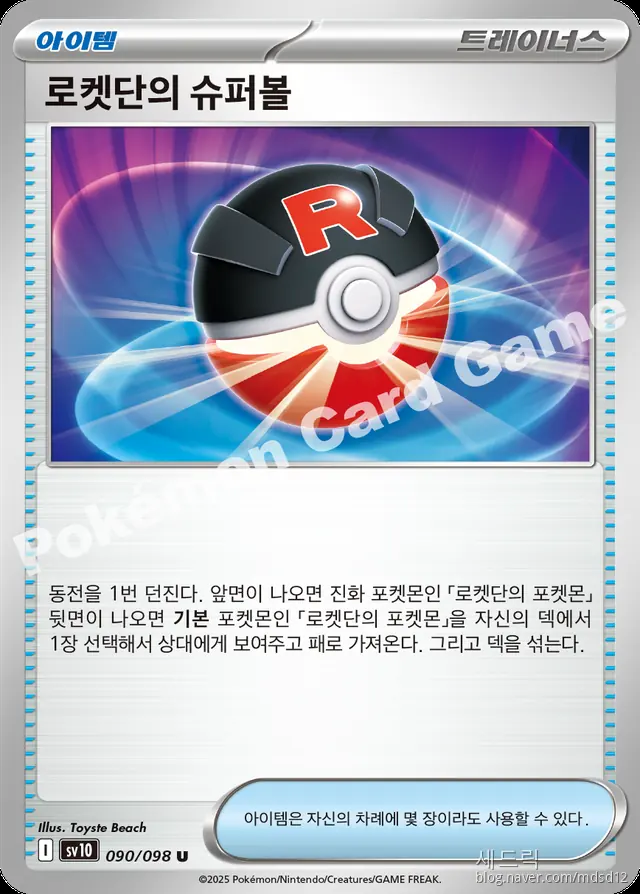 아이템
트레이너스
로켓단의 슈퍼볼
R
Pokémon Card Game
동전을 1번 던진다. 앞면이 나오면 진화 포켓몬인 「로켓단의 포켓몬」
뒷면이 나오면 기본 포켓몬인 「로켓단의 포켓몬」을 자신의 덱에서
1장 선택해서 상대에게 보여주고 패로 가져온다. 그리고 덱을 섞는다.
아이템은 자신의 차례에 몇 장이라도 사용할 수 있다.
Illus. Toyste Beach
I sv10 090/098 U
세드릭
blog.naver.com/mdsd12
©2025 Pokémon/Nintendo/Creatures/GAME FREAK.